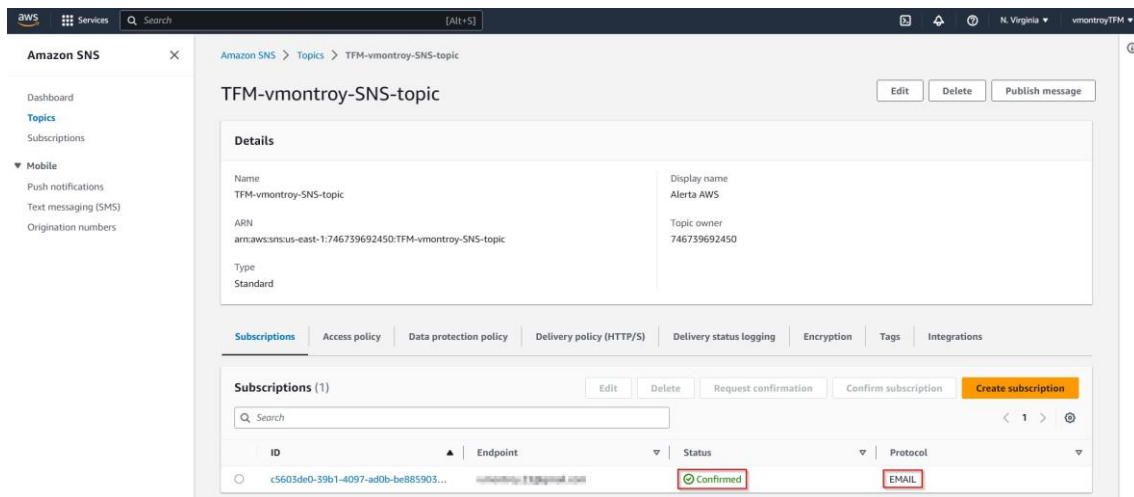 aws Services Search [Alt+S] N. Virginia vmontroyTFM
Amazon SNS
Dashboard
Topics
Subscriptions
Mobile
Push notifications
Text messaging (SMS)
Origination numbers
Amazon SNS > Topics > TFM-vmontroy-SNS-topic
TFM-vmontroy-SNS-topic Edit Delete Publish message
Details
Name
TFM-vmontroy-SNS-topic
ARN
arn:aws:sns:us-east-1:746739692450:TFM-vmontroy-SNS-topic
Type
Standard
Display name
Alerta AWS
Topic owner
746739692450
Subscriptions Access policy Data protection policy Delivery policy (HTTP/S) Delivery status logging Encryption Tags Integrations
Subscriptions (1) Edit Delete Request confirmation Confirm subscription Create subscription
Search < 1 >
ID Endpoint Status Protocol
c5603de0-39b1-4097-ad0b-be885903... Confirmed EMAIL